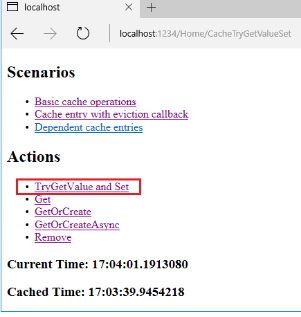 localhost
localhost:1234/Home/CacheTryGetValueSet
Scenarios
Basic cache operations
Cache entry with eviction callback
Dependent cache entries
Actions
TryGetValue and Set
Get
GetOrCreate
GetOrCreateAsync
Remove
Current Time: 17:04:01.1913080
Cached Time: 17:03:39.9454218